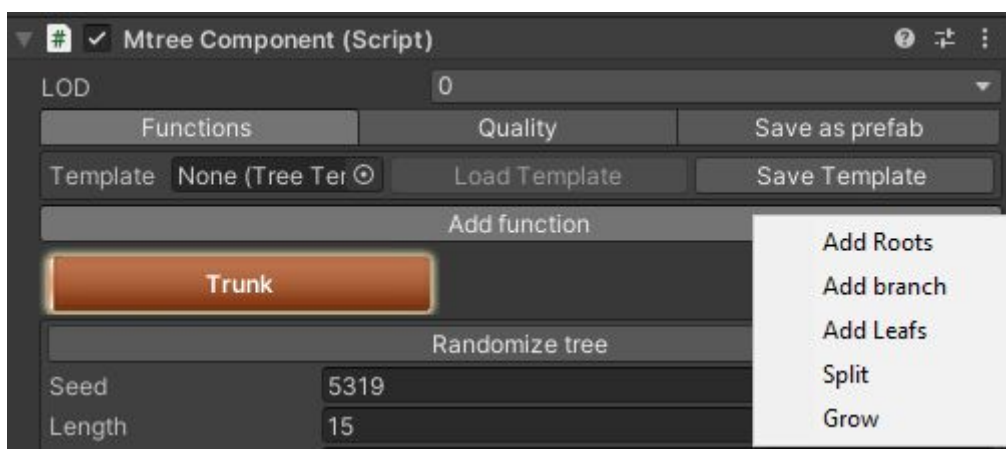 # Mtree Component (Script)
LOD 0
Functions Quality Save as prefab
Template None (Tree Ter Load Template Save Template
Add function
Add Roots
Trunk
Add branch
Add Leafs
Randomize tree
Split
Seed 5319
Grow
Length 15